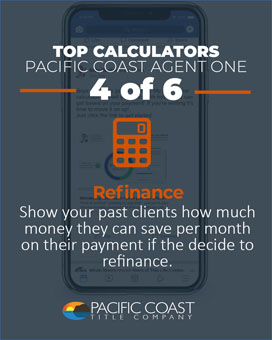 TOP CALCULATORS
PACIFIC COAST AGENT ONE
4 of 6
Refinance
Show your past clients how much
money they can save per month
on their payment if the decide to
refinance.
PACIFIC COAST
TITLE COMPANY